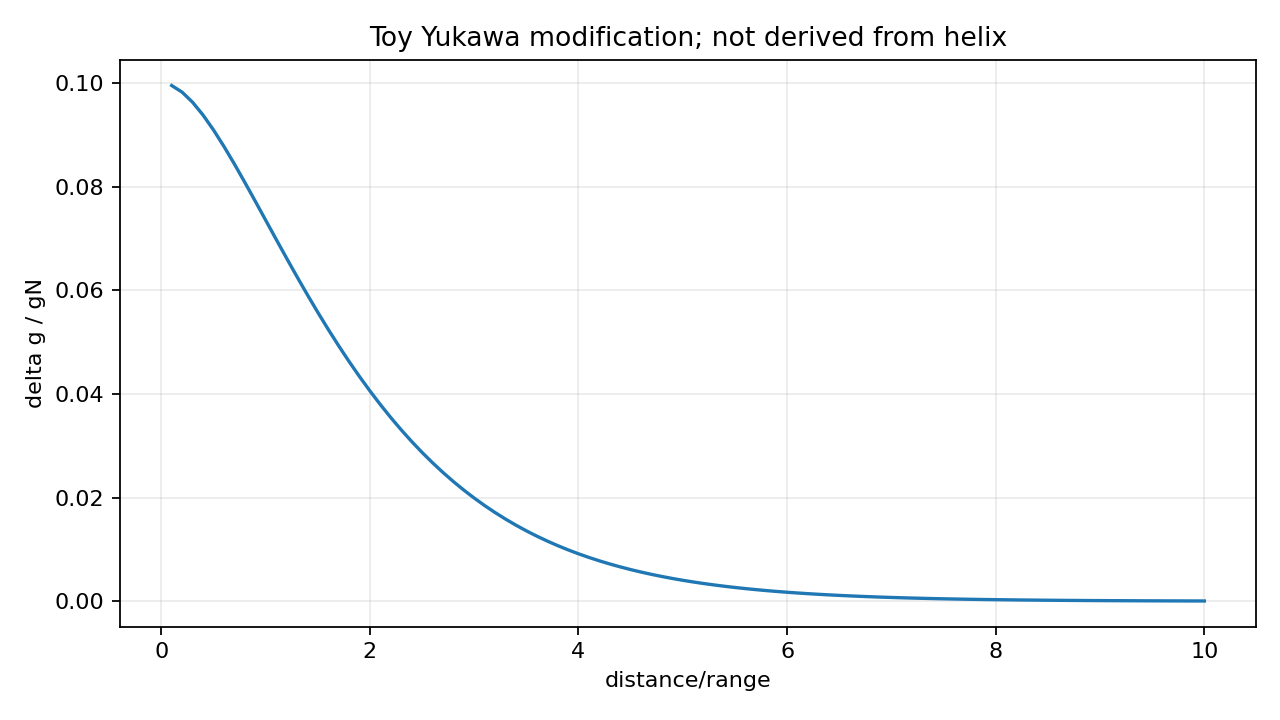 Toy Yukawa modification; not derived from helix
delta g / gN
0.10
0.08
0.06
0.04
0.02
0.00
0 2 4 6 8 10
distance/range